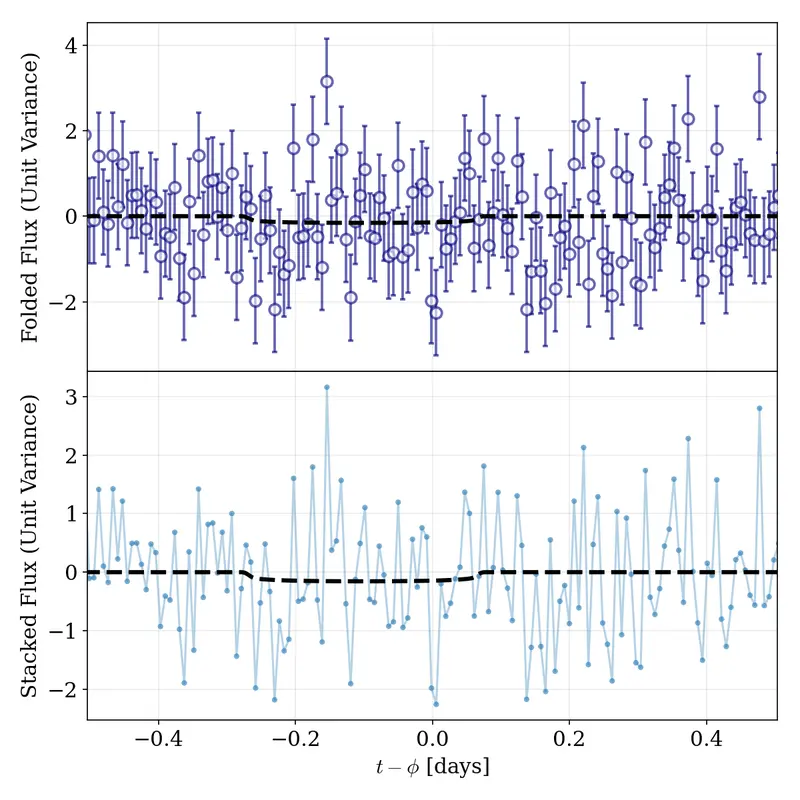 Folded Flux (Unit Variance)
4
2
0
−2
Stacked Flux (Unit Variance)
3
2
1
0
−1
−2
−0.4 −0.2 0.0 0.2 0.4
t − ϕ [days]